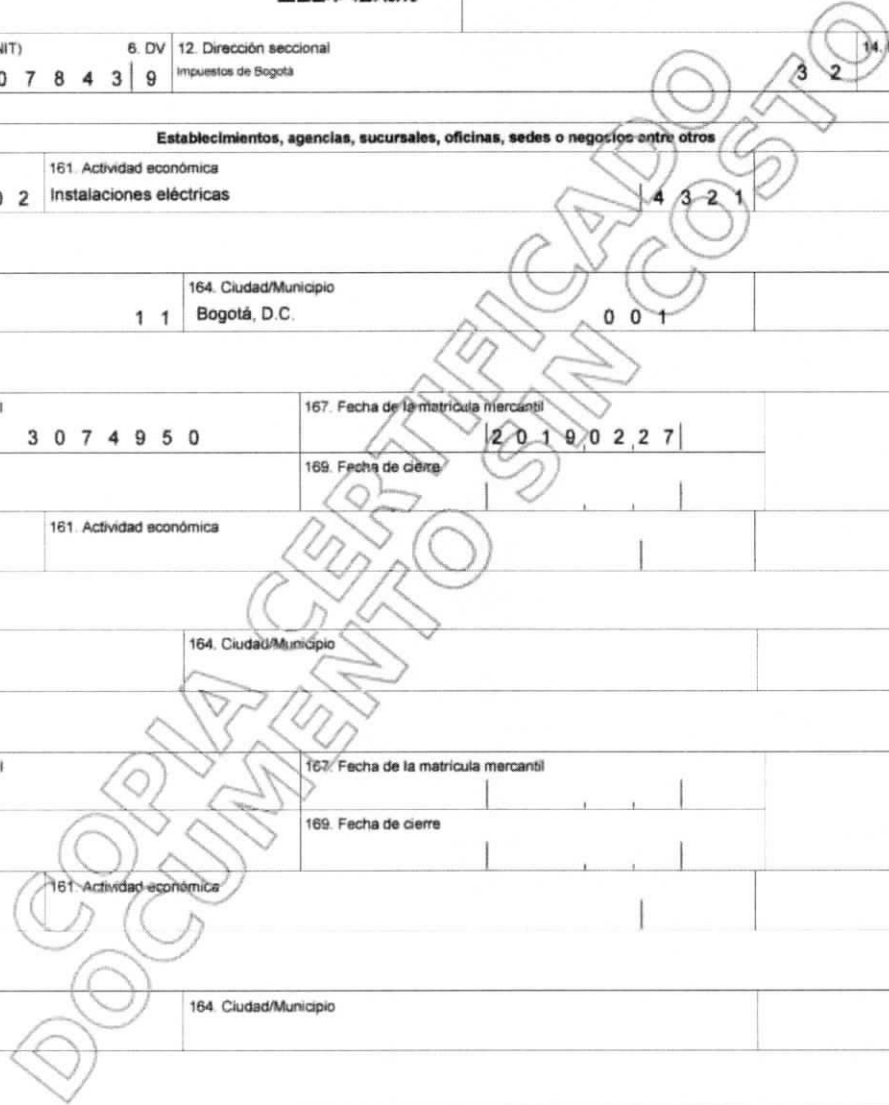 NIT) 6. DV 12. Dirección seccional 14.
0 7 8 4 3 9 Impuestos de Bogotá 3 2
Establecimientos, agencias, sucursales, oficinas, sedes o negocios entre otros
161. Actividad económica
0 2 Instalaciones eléctricas 4 3 2 1
164. Ciudad/Municipio
1 1 Bogotá, D.C. 0 0 1
167. Fecha de la matrícula mercantil
3 0 7 4 9 5 0 2 0 1 9 0 2 2 7
169. Fecha de cierre
161. Actividad económica
164. Ciudad/Municipio
167. Fecha de la matrícula mercantil
169. Fecha de cierre
161. Actividad económica
164. Ciudad/Municipio
COPIA CERTIFICADO
DOCUMENTO SIN COSTO